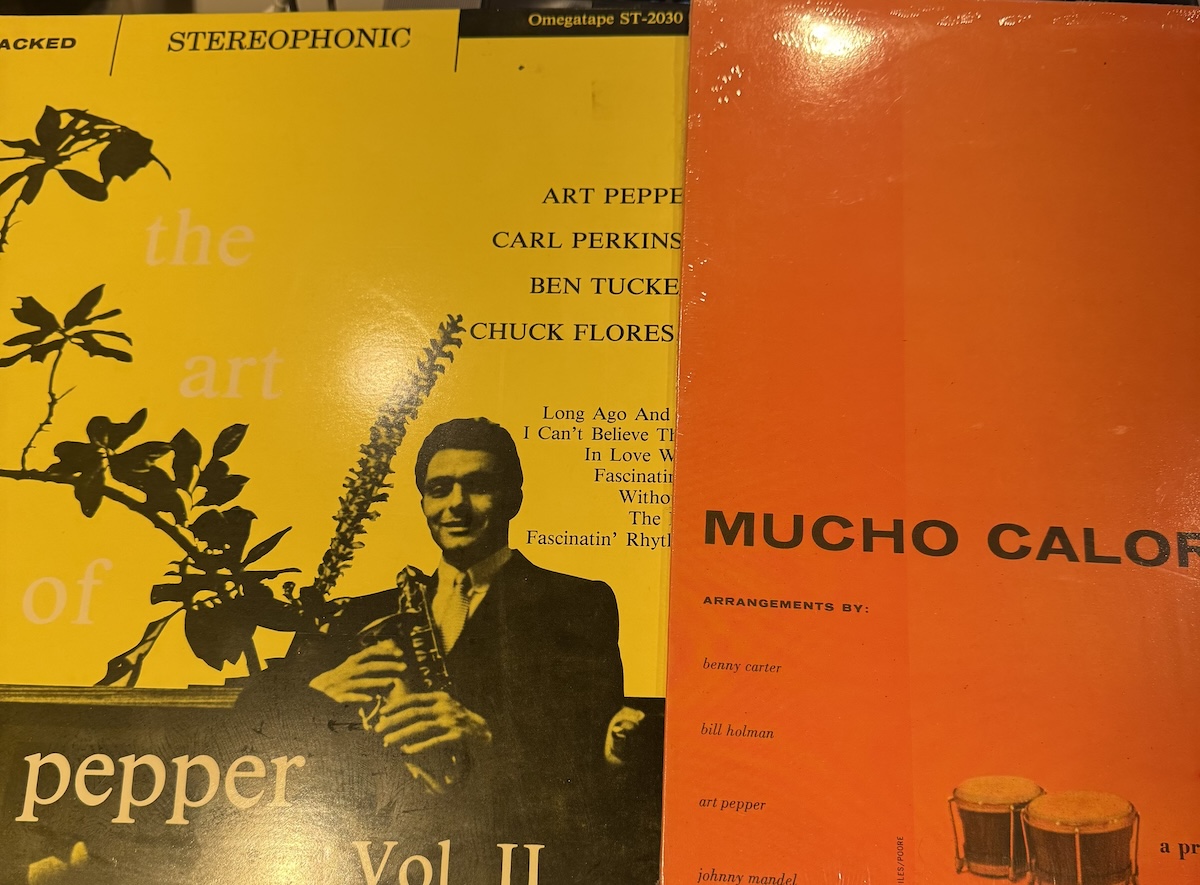 ACKED
STEREOPHONIC
Omegatape ST-2030
the
art
of
pepper
Vol. II
ART PEPPE
CARL PERKINS
BEN TUCKE
CHUCK FLORES
Long Ago And
I Can't Believe Th
In Love W
Fascinatin
Witho
The
Fascinatin' Rhyth
MUCHO CALOR
ARRANGEMENTS BY:
benny carter
bill holman
art pepper
johnny mandel
a pr